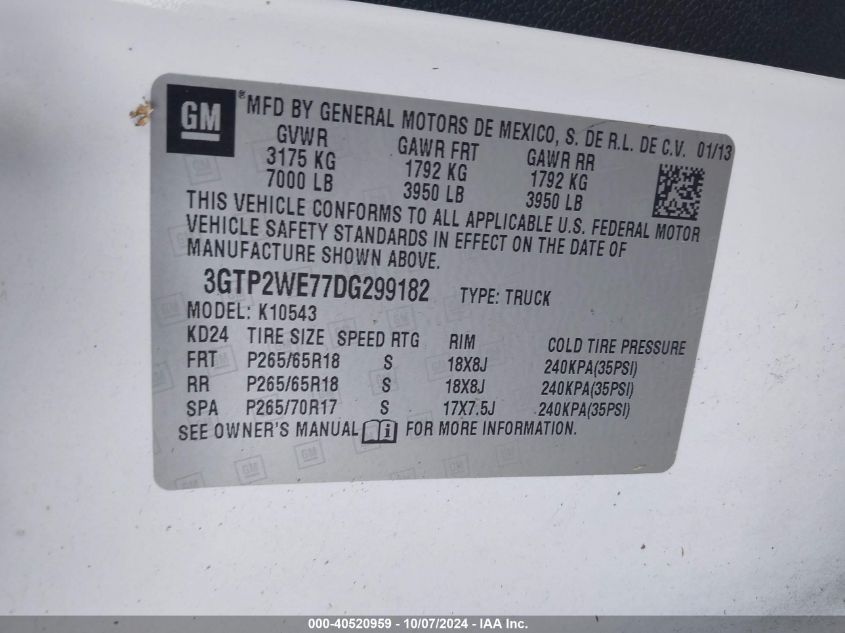 GM ® MFD BY GENERAL MOTORS DE MEXICO, S. DE R.L. DE C.V. 01/13
GVWR GAWR FRT GAWR RR
3175 KG 1792 KG 1792 KG
7000 LB 3950 LB 3950 LB
THIS VEHICLE CONFORMS TO ALL APPLICABLE U.S. FEDERAL MOTOR
VEHICLE SAFETY STANDARDS IN EFFECT ON THE DATE OF
MANUFACTURE SHOWN ABOVE.
3GTP2WE77DG299182 TYPE: TRUCK
MODEL: K10543
KD24 TIRE SIZE SPEED RTG RIM COLD TIRE PRESSURE
FRT P265/65R18 S 18X8J 240KPA(35PSI)
RR P265/65R18 S 18X8J 240KPA(35PSI)
SPA P265/70R17 S 17X7.5J 240KPA(35PSI)
SEE OWNER'S MANUAL i FOR MORE INFORMATION.
000-40520959 - 10/07/2024 - IAA Inc.